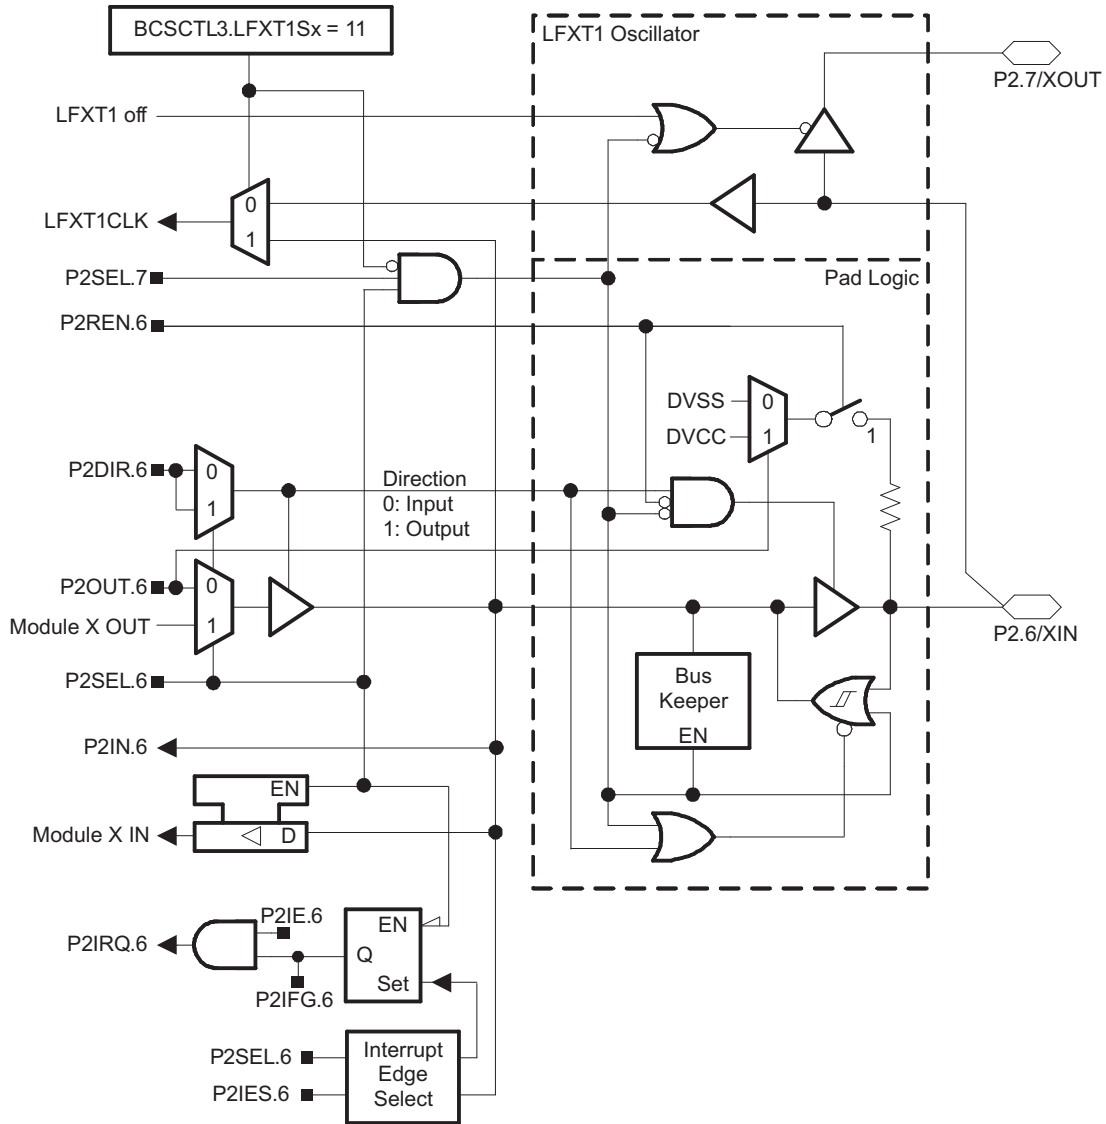 BCSCTL3.LFXT1Sx = 11
LFXT1 Oscillator
P2.7/XOUT
LFXT1 off
0
LFXT1CLK
1
P2SEL.7
Pad Logic
P2REN.6
DVSS
0
DVCC
1
1
P2DIR.6
0
1
Direction
0: Input
1: Output
P2OUT.6
0
Module X OUT
1
P2.6/XIN
P2SEL.6
Bus
Keeper
EN
P2IN.6
EN
Module X IN
D
P2IE.6
EN
P2IRQ.6
Q
Set
P2IFG.6
P2SEL.6
P2IES.6
Interrupt
Edge
Select